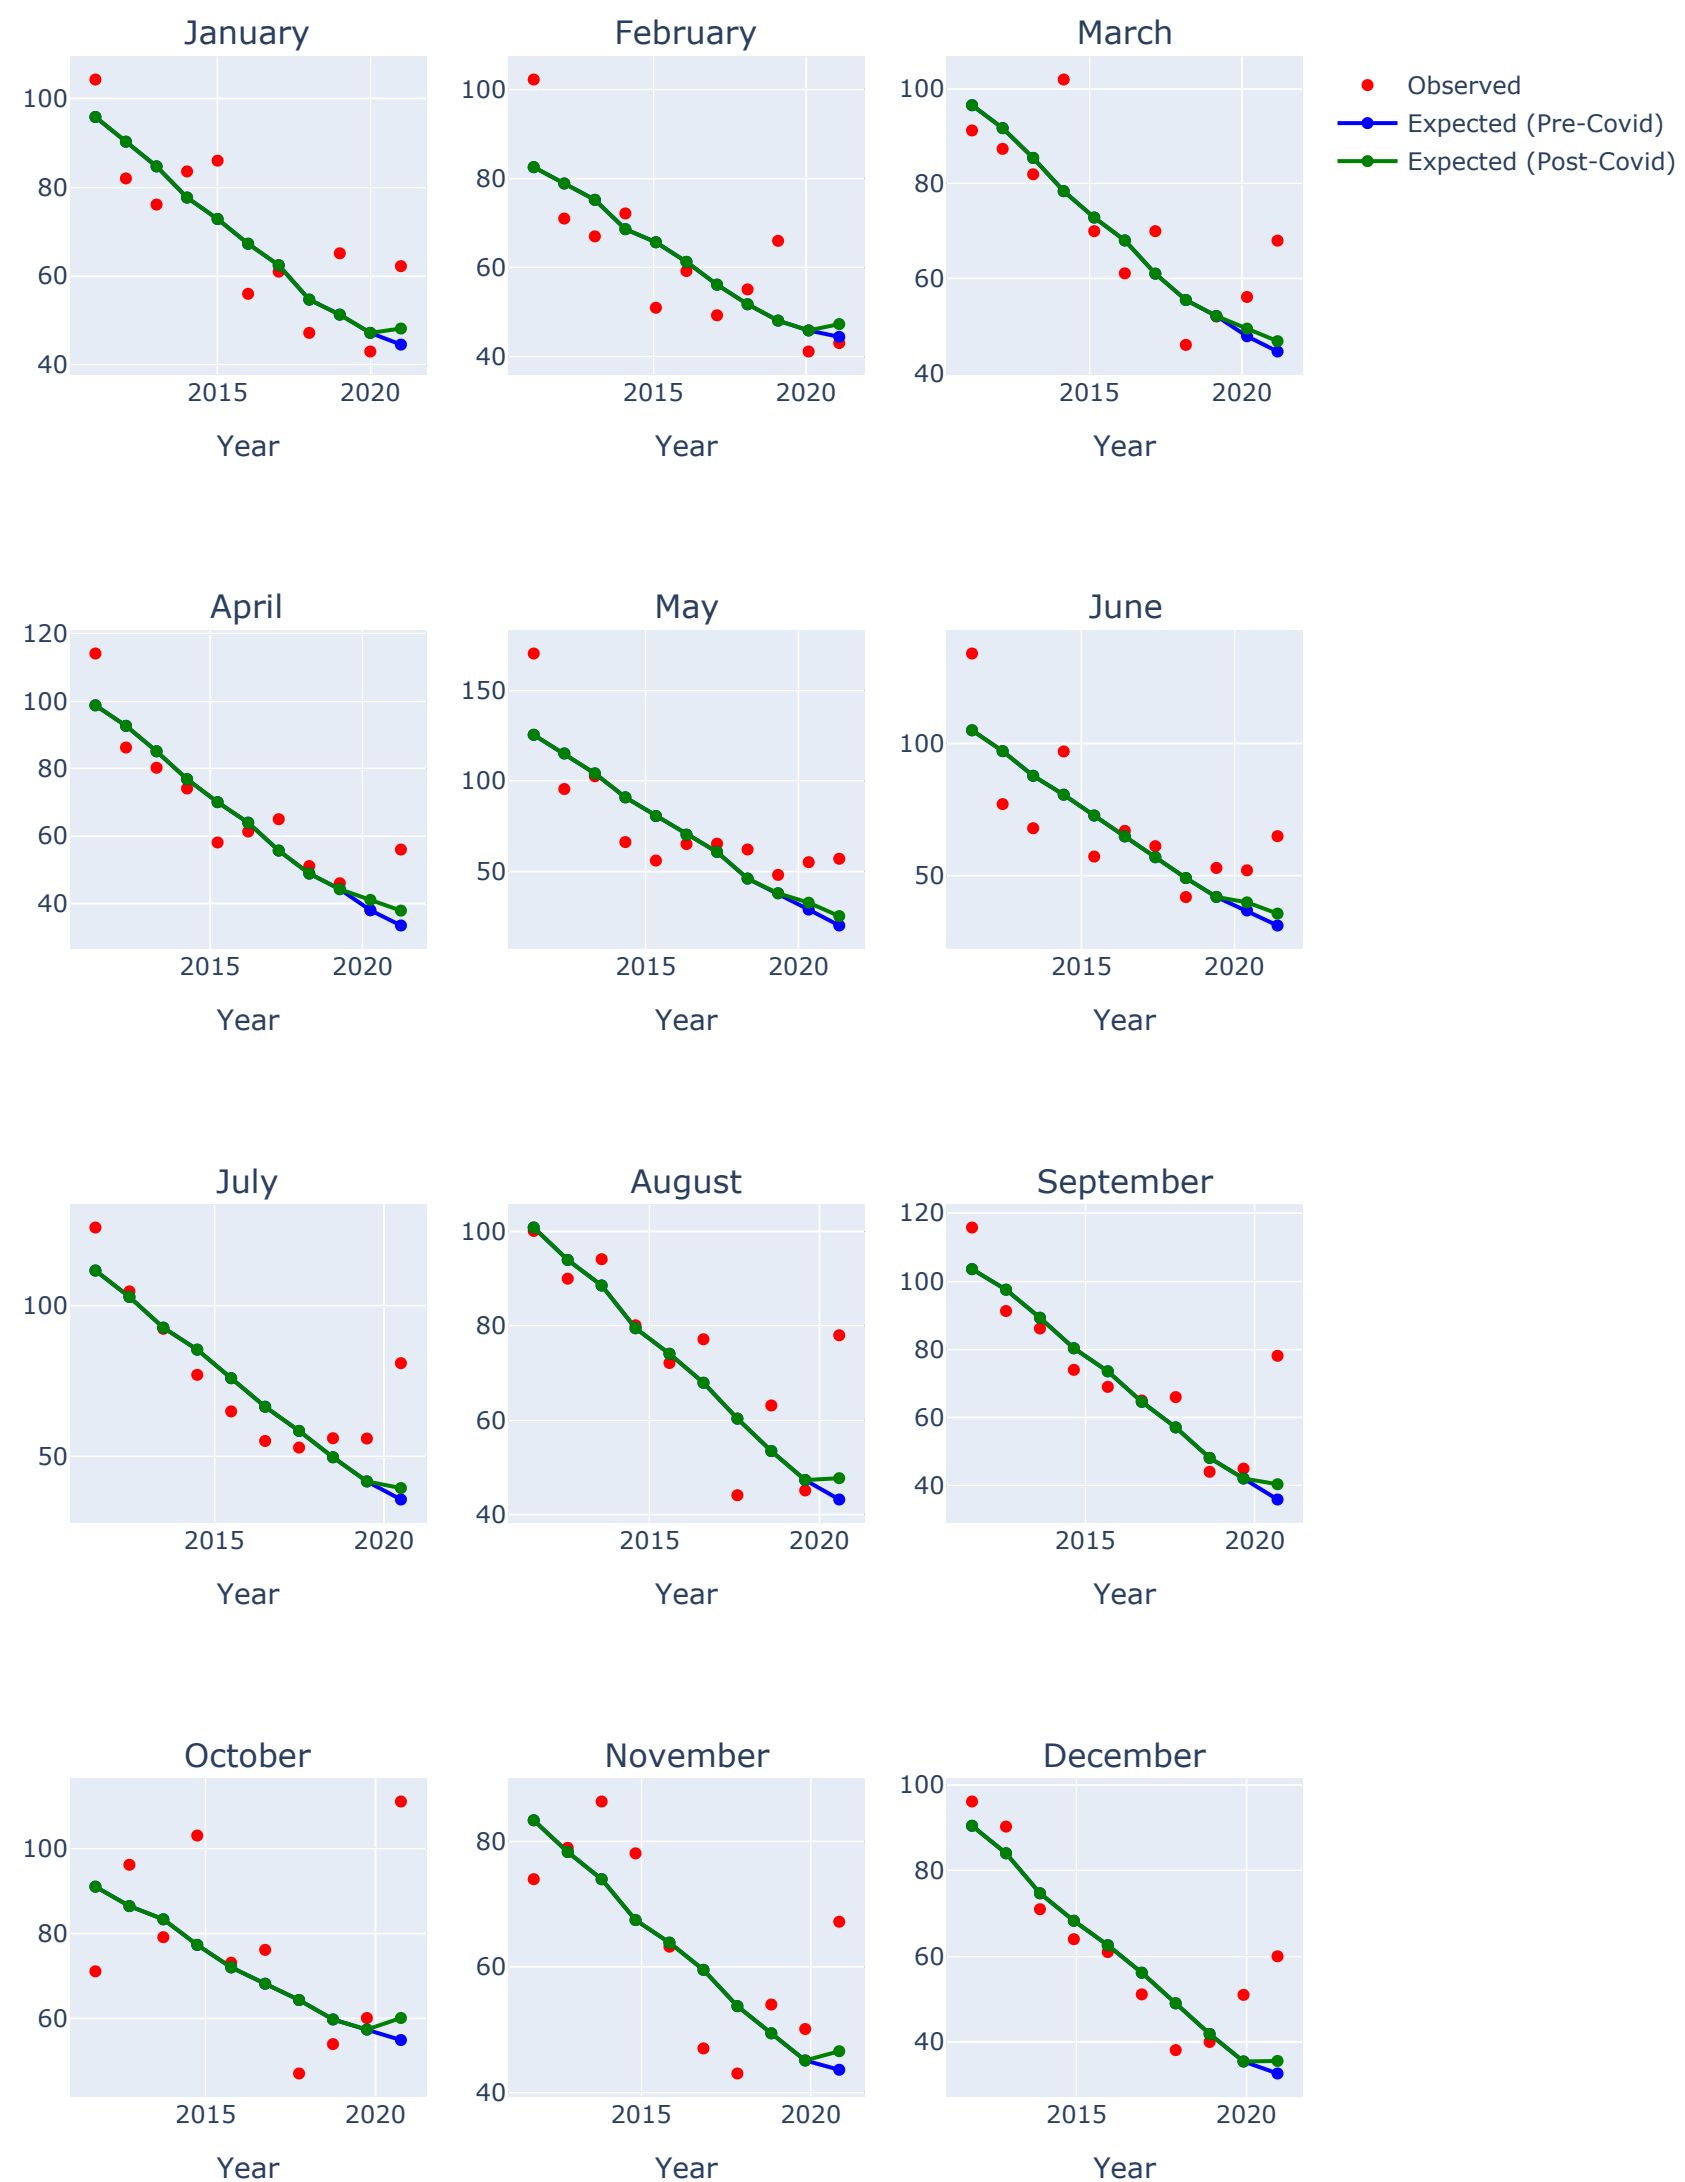 January
February
March
Observed
Expected (Pre-Covid)
Expected (Post-Covid)
100
80
60
40
2015
2020
Year
100
80
60
40
2015
2020
Year
100
80
60
40
2015
2020
Year
April
May
June
120
100
80
60
40
2015
2020
Year
150
100
50
2015
2020
Year
100
50
2015
2020
Year
July
August
September
100
50
2015
2020
Year
100
80
60
40
2015
2020
Year
120
100
80
60
40
2015
2020
Year
October
November
December
100
80
60
2015
2020
Year
80
60
40
2015
2020
Year
100
80
60
40
2015
2020
Year